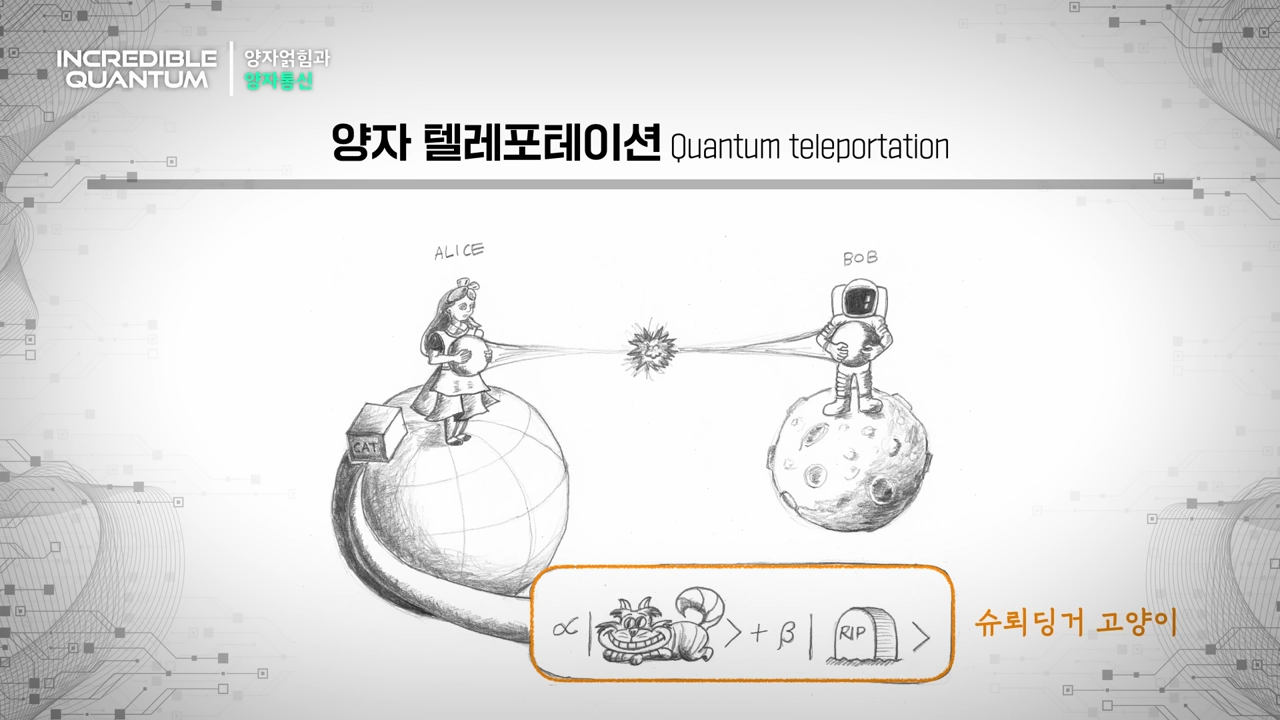 INCREDIBLE
QUANTUM
양자얽힘과
양자통신
양자 텔레포테이션 Quantum teleportation
ALICE
BOB
CAT
α| > + β | RIP >
슈뢰딩거 고양이